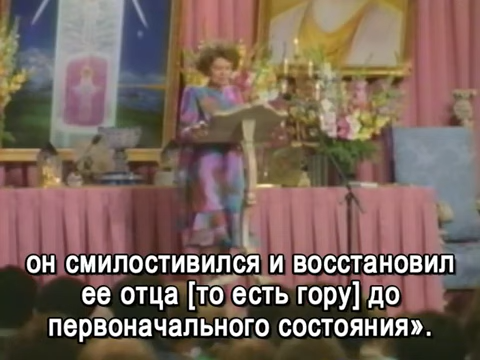 он смилостивился и восстановил
ее отца [то есть гору] до
первоначального состояния».